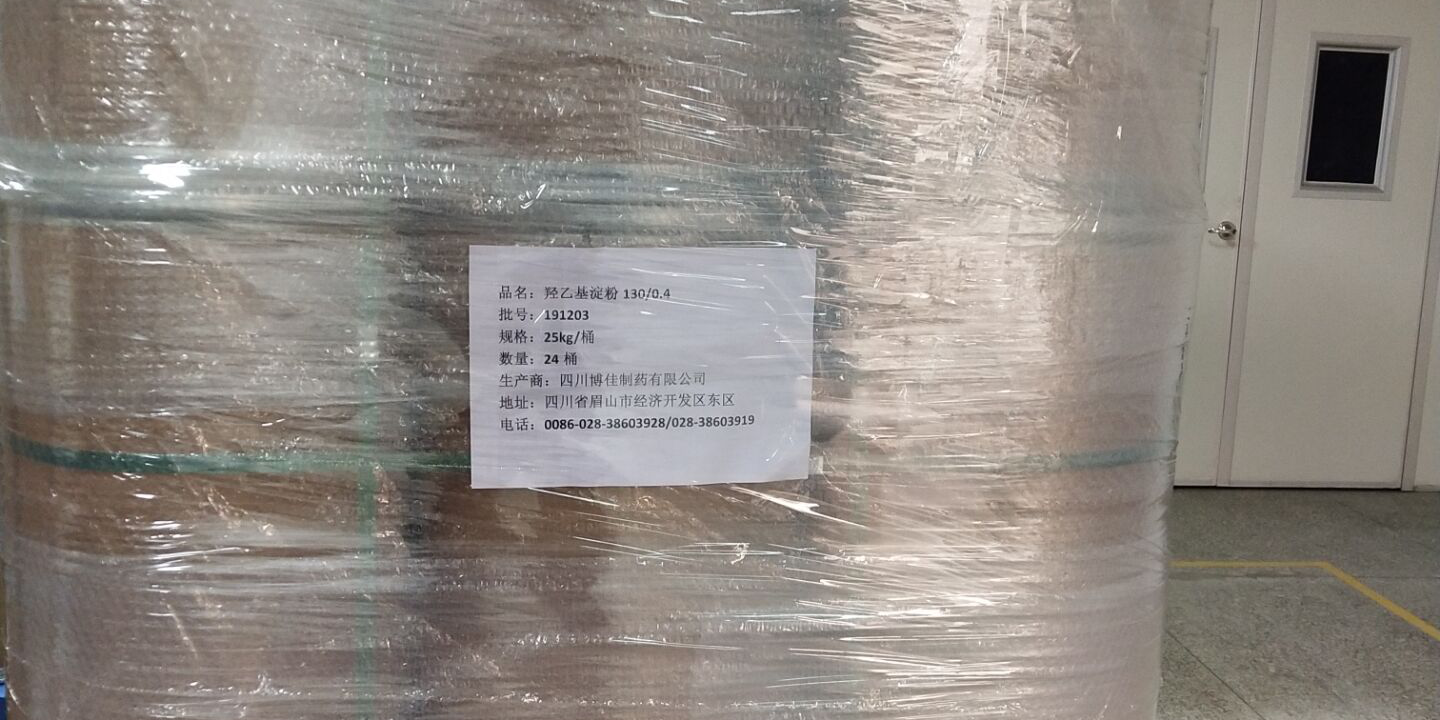 品名：羟乙基淀粉 130/0.4
批号：191203
规格：25kg/桶
数量：24 桶
生产商：四川博佳制药有限公司
地址：四川省眉山市经济开发区东区
电话：0086-028-38603928/028-38603919